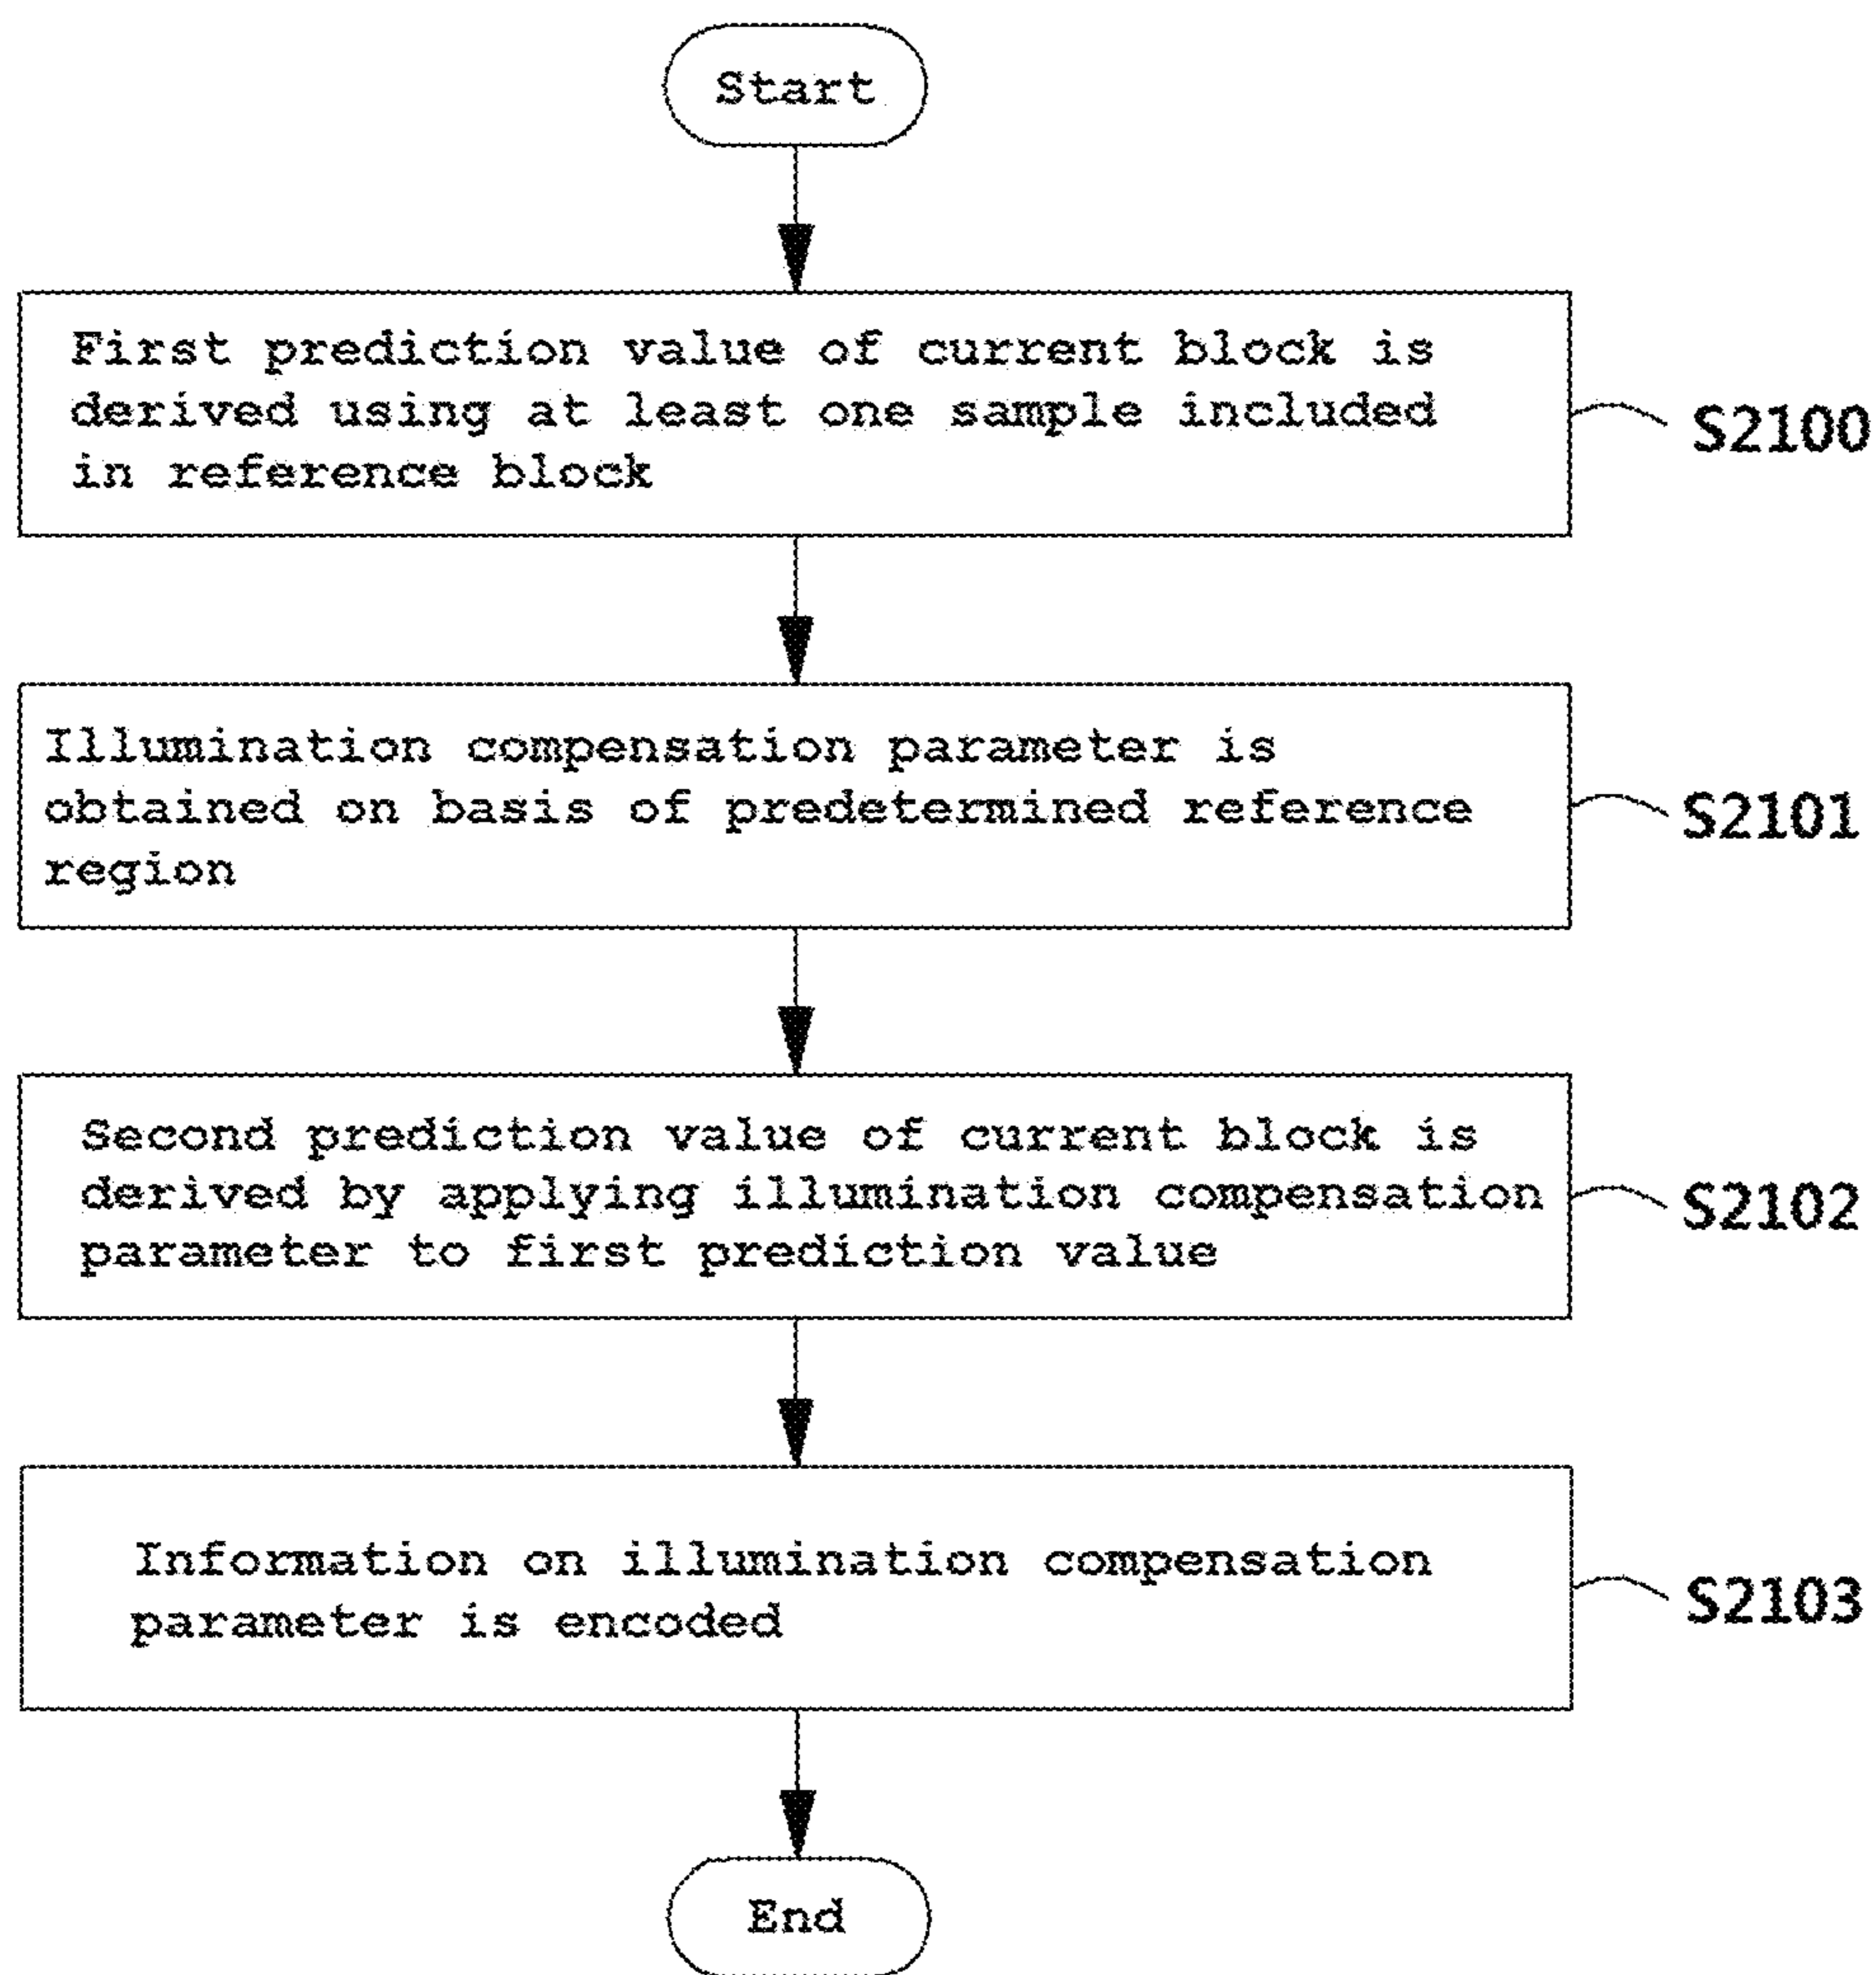 Start
First prediction value of current block is
derived using at least one sample included
in reference block
S2100
Illumination compensation parameter is
obtained on basis of predetermined reference
region
S2101
Second prediction value of current block is
derived by applying illumination compensation
parameter to first prediction value
S2102
Information on illumination compensation
parameter is encoded
S2103
End